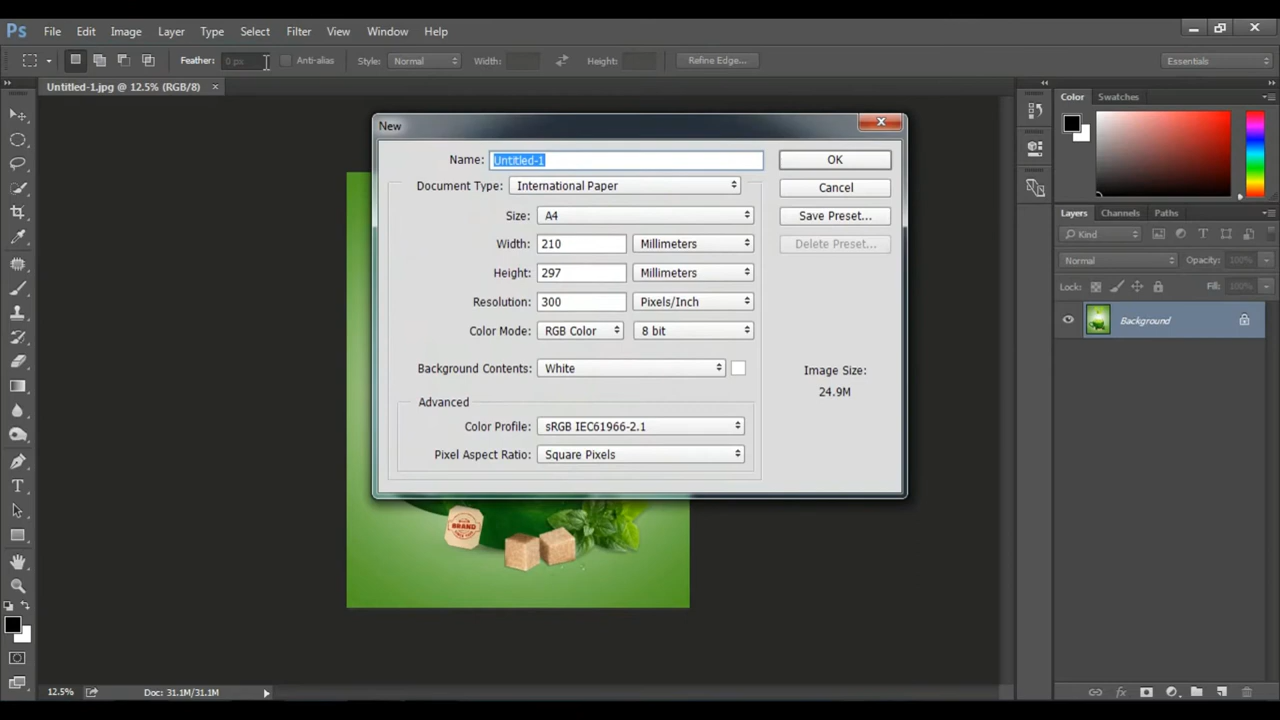 Ps File Edit Image Layer Type Select Filter View Window Help
Feather: 0 px Anti-alias Style: Normal Width: Height: Refine Edge... Essentials
Untitled-1.jpg @ 12.5% (RGB/8) ×
New
Name: Untitled-1 OK
Document Type: International Paper Cancel
Size: A4 Save Preset...
Width: 210 Millimeters Delete Preset...
Height: 297 Millimeters
Resolution: 300 Pixels/Inch
Color Mode: RGB Color 8 bit
Background Contents: White
Image Size:
24.9M
Advanced
Color Profile: sRGB IEC61966-2.1
Pixel Aspect Ratio: Square Pixels
Color Swatches
Layers Channels Paths
Kind
Normal Opacity: 100%
Lock: Fill: 100%
Background
BRAND
12.5% Doc: 31.1M/31.1M